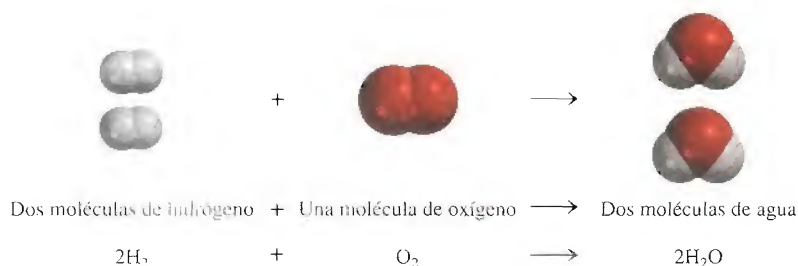 + ⟶
Dos moléculas de hidrógeno + Una molécula de oxígeno ⟶ Dos moléculas de agua
2H₂ + O₂ ⟶ 2H₂O